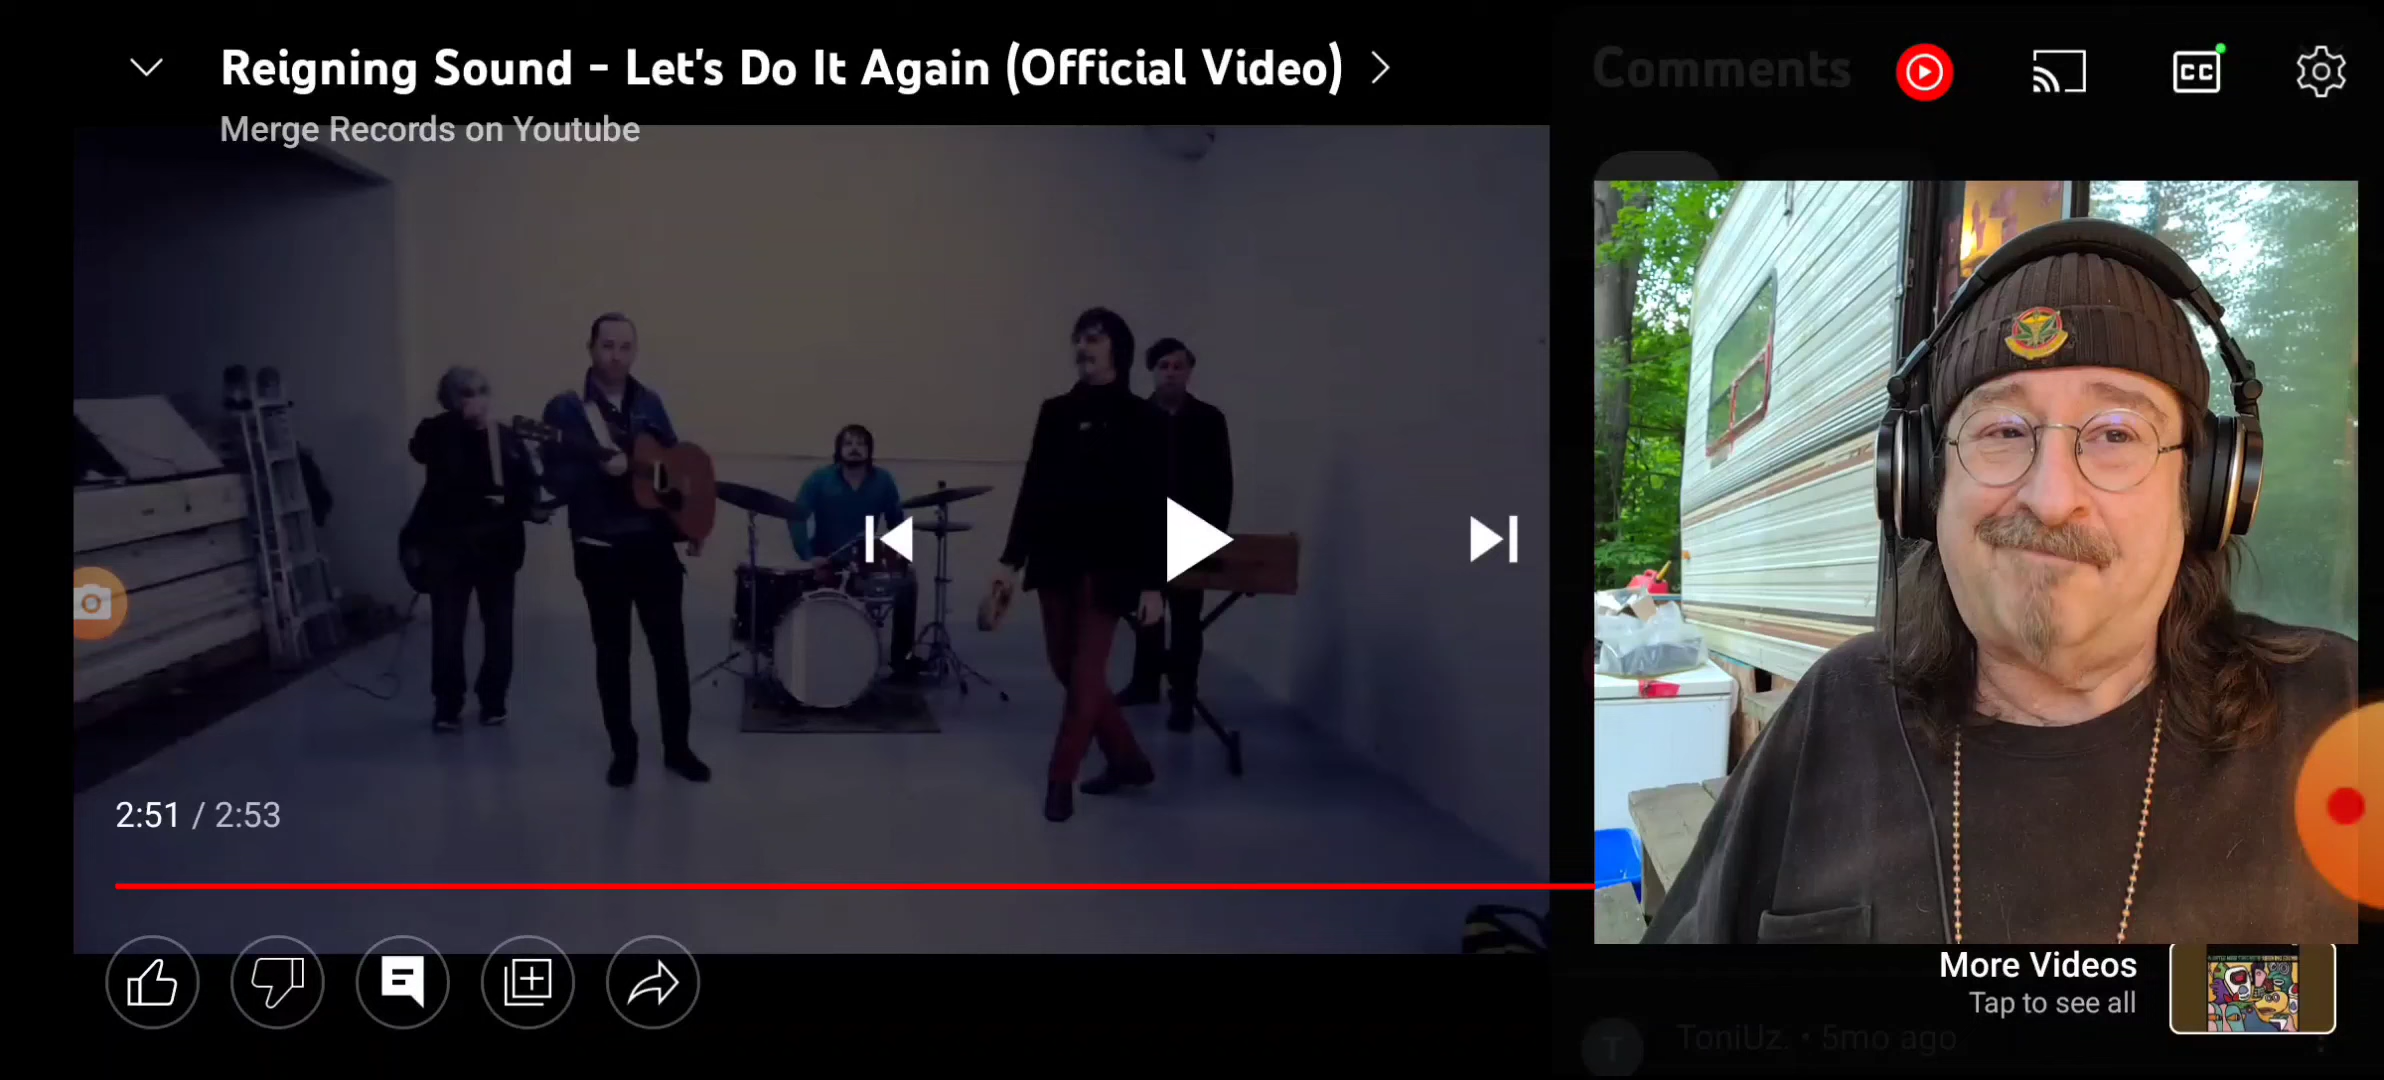 Reigning Sound - Let's Do It Again (Official Video)
Comments
CC
Merge Records on Youtube
2:51 / 2:53
More Videos
Tap to see all
T
ToniUz. • 5mo ago